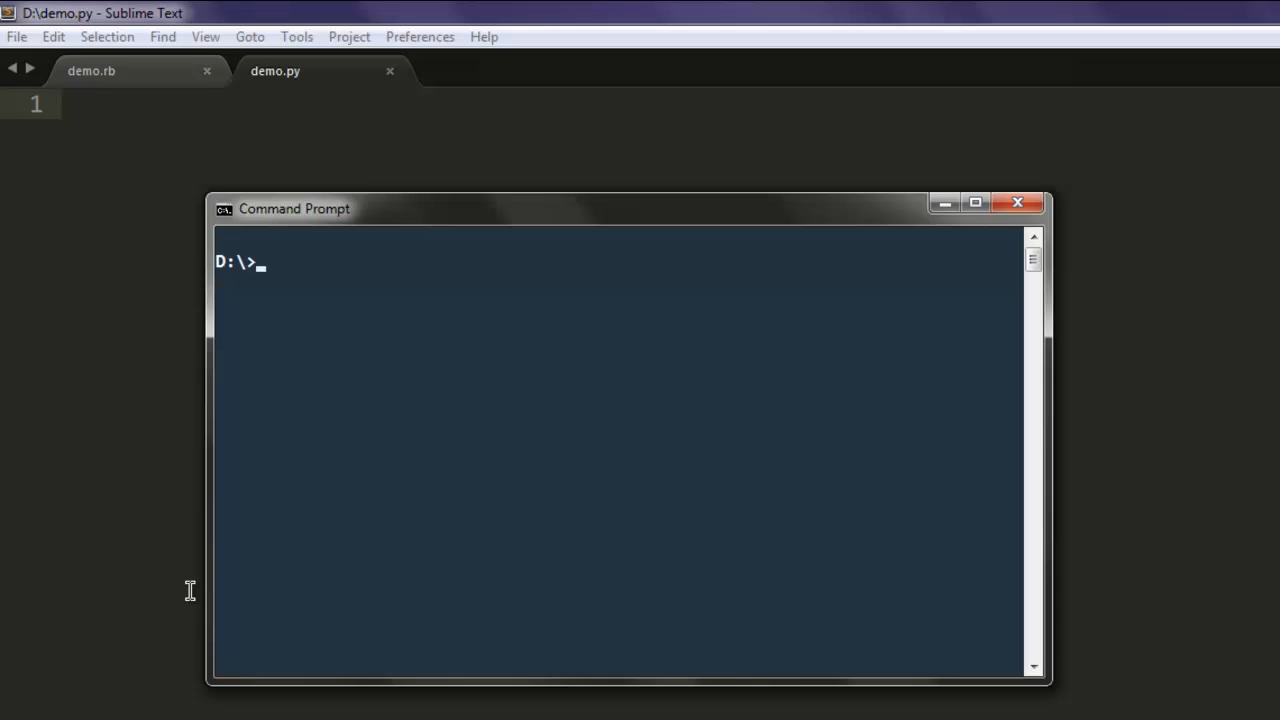 D:\demo.py - Sublime Text
File Edit Selection Find View Goto Tools Project Preferences Help
demo.rb demo.py
1
Command Prompt
D:\>